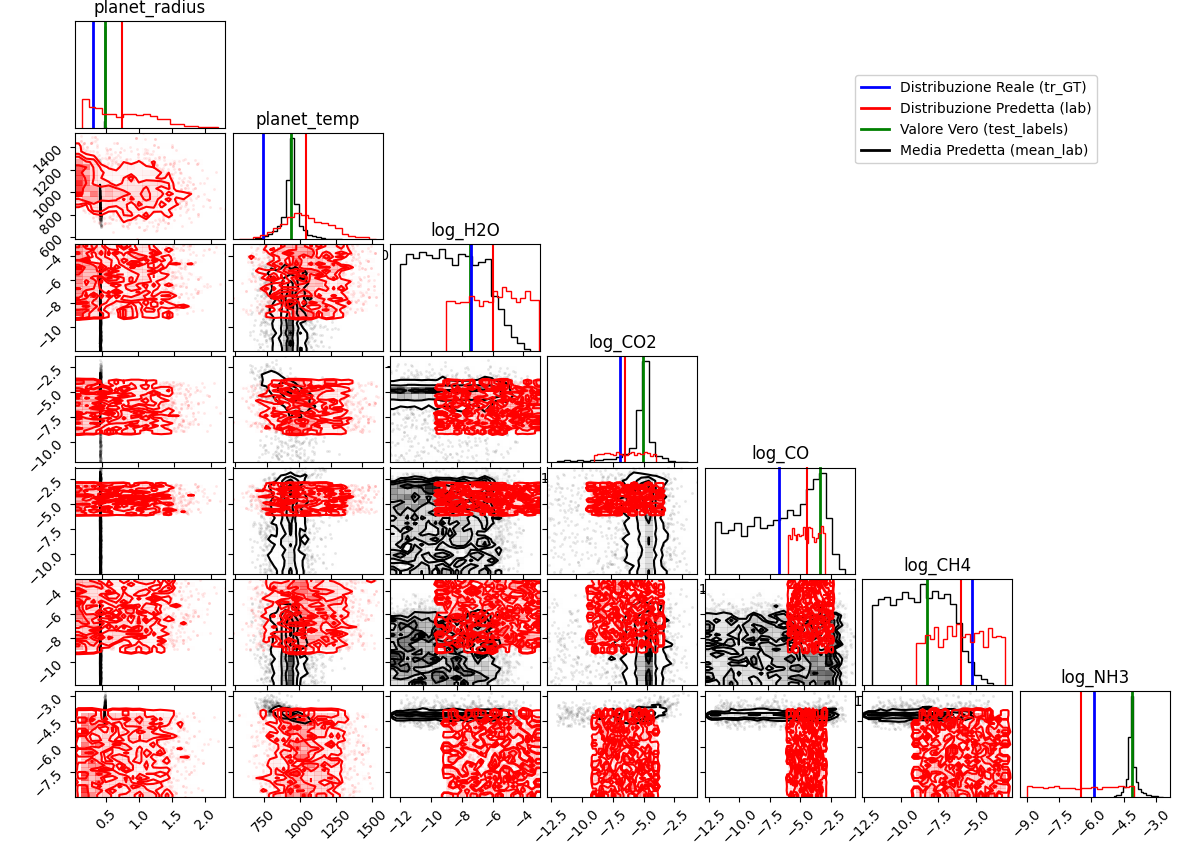 planet_radius
planet_temp
Distribuzione Reale (tr_GT)
Distribuzione Predetta (lab)
Valore Vero (test_labels)
Media Predetta (mean_lab)
1400
1200
1000
800
600
log_H2O
−4
−6
−8
−10
log_CO2
−2.5
−5.0
−7.5
−10.0
log_CO
−2.5
−5.0
−7.5
−10.0
log_CH4
−4
−6
−8
−10
log_NH3
−3.0
−4.5
−6.0
−7.5
0.5 1.0 1.5 2.0 750 1000 1250 1500 −12 −10 −8 −6 −4 −12.5 −10.0 −7.5 −5.0 −2.5 −12.5 −10.0 −7.5 −5.0 −2.5 −12.5 −10.0 −7.5 −5.0 −9.0 −7.5 −6.0 −4.5 −3.0